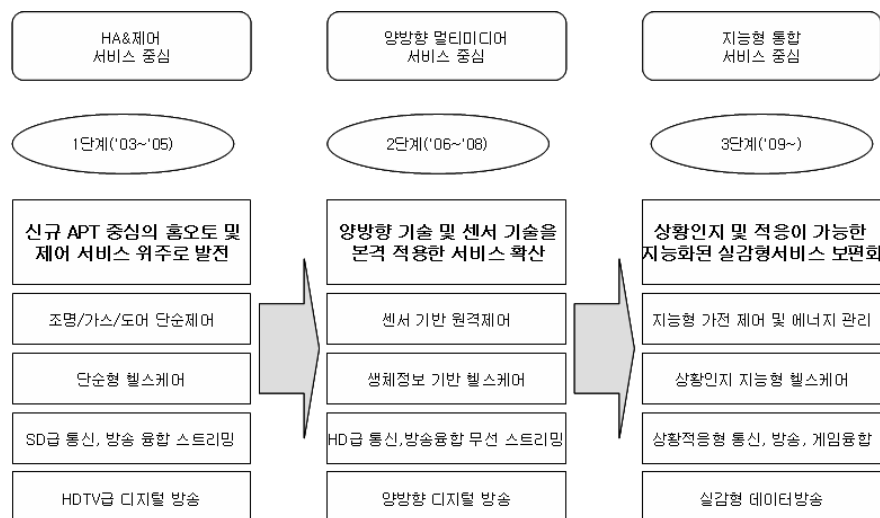 HA&제어
서비스 중심
양방향 멀티미디어
서비스 중심
지능형 통합
서비스 중심
1단계('03~'05)
2단계('06~'08)
3단계('09~)
신규 APT 중심의 홈오토 및
제어 서비스 위주로 발전
양방향 기술 및 센서 기술을
본격 적용한 서비스 확산
상황인지 및 적응이 가능한
지능화된 실감형서비스 보편화
조명/가스/도어 단순제어
센서 기반 원격제어
지능형 가전 제어 및 에너지 관리
단순형 헬스케어
생체정보 기반 헬스케어
상황인지 지능형 헬스케어
SD급 통신, 방송 융합 스트리밍
HD급 통신,방송융합 무선 스트리밍
상황적응형 통신, 방송, 게임융합
HDTV급 디지털 방송
양방향 디지털 방송
실감형 데이터방송